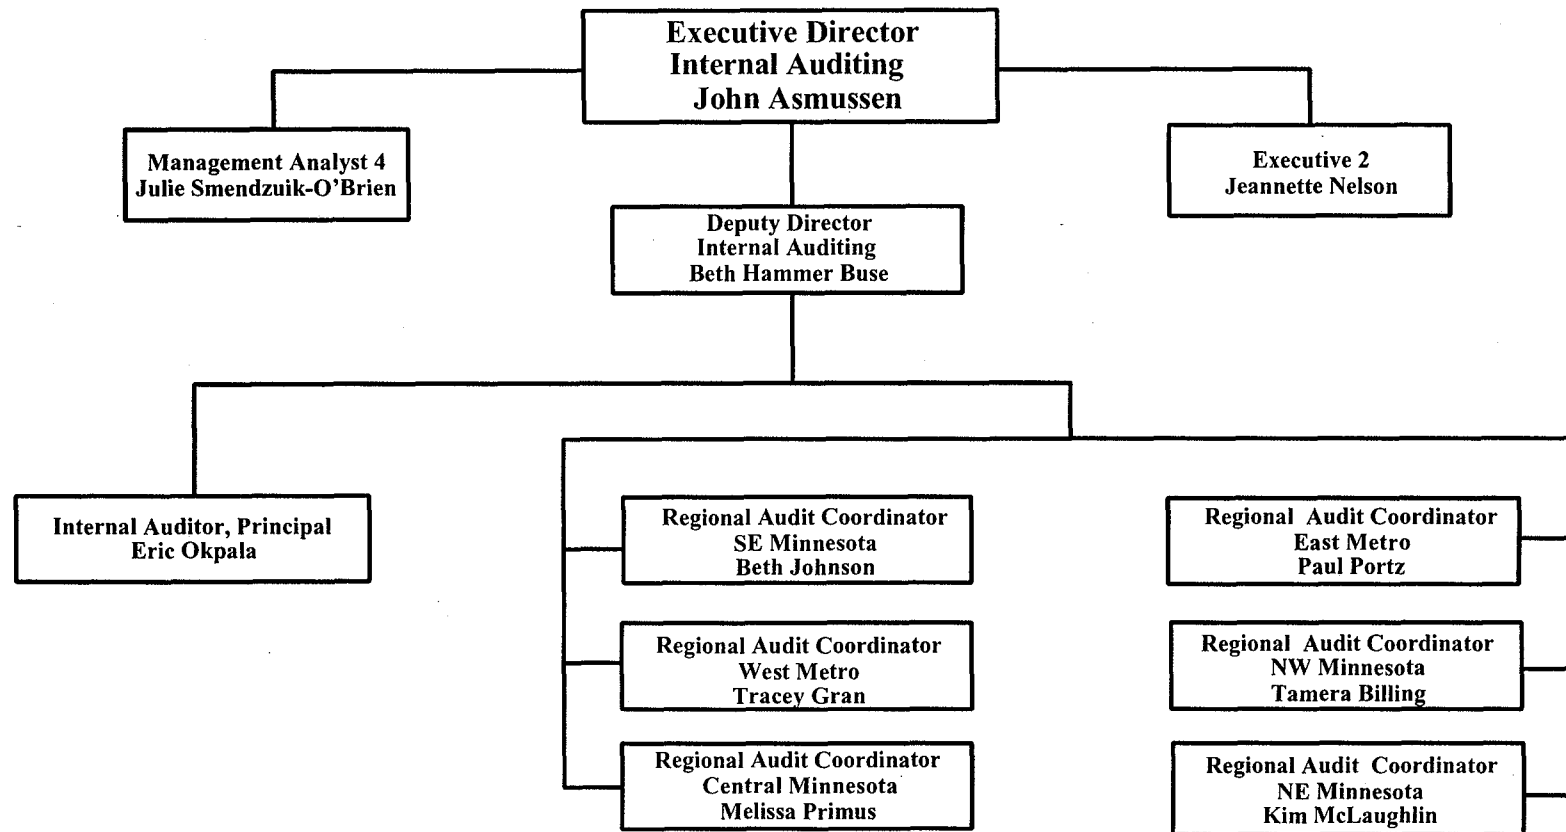 Executive Director
Internal Auditing
John Asmussen
Management Analyst 4
Julie Smendzuik-O'Brien
Executive 2
Jeannette Nelson
Deputy Director
Internal Auditing
Beth Hammer Buse
Internal Auditor, Principal
Eric Okpala
Regional Audit Coordinator
SE Minnesota
Beth Johnson
Regional Audit Coordinator
East Metro
Paul Portz
Regional Audit Coordinator
West Metro
Tracey Gran
Regional Audit Coordinator
NW Minnesota
Tamera Billing
Regional Audit Coordinator
Central Minnesota
Melissa Primus
Regional Audit Coordinator
NE Minnesota
Kim McLaughlin